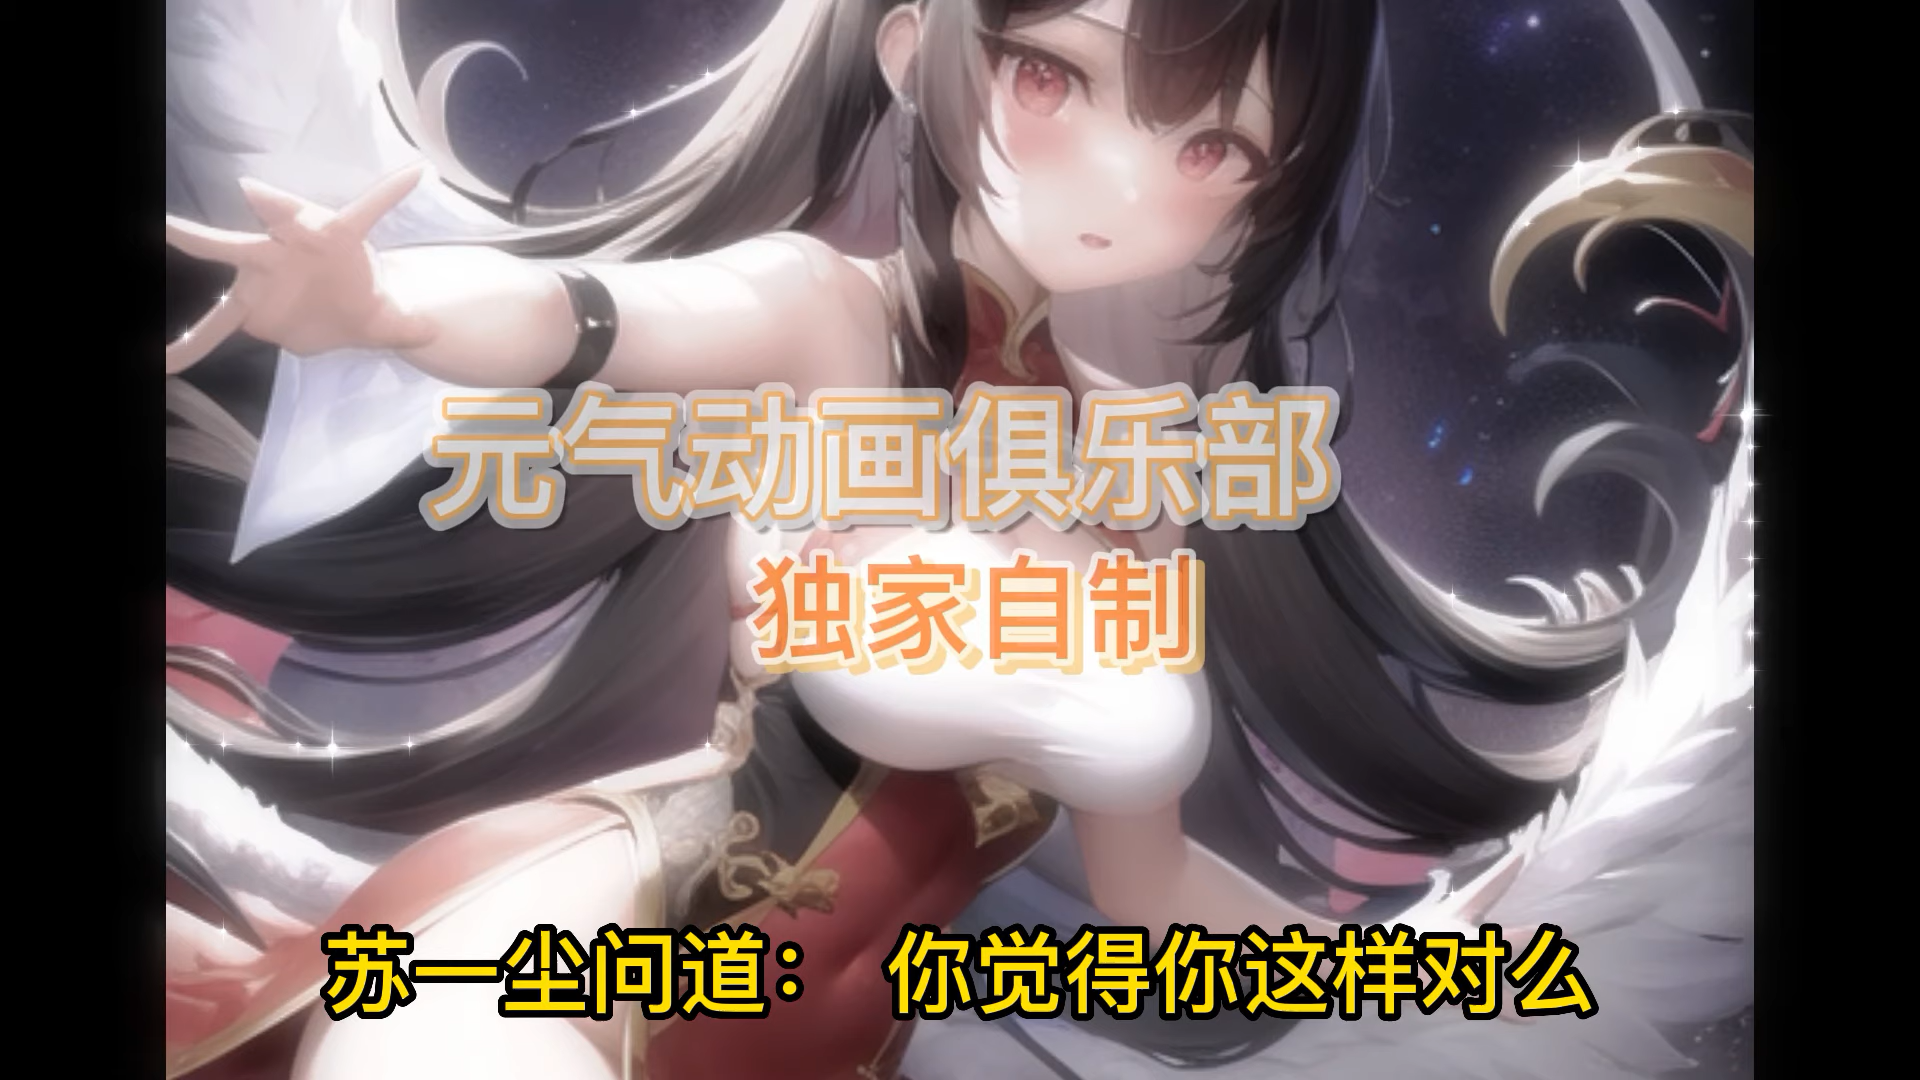 元气动画俱乐部
独家自制
苏一尘问道： 你觉得你这样对么